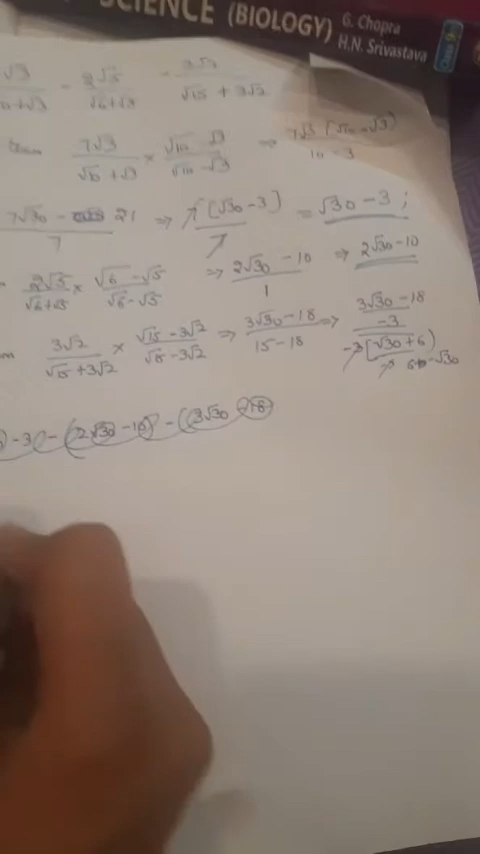 SCIENCE (BIOLOGY) G. Chopra
H.N. Srivastava
√3 - 2√5/(√6+√5) - 3√2/(√15 + 3√2)
7√3/(√10 + √3) × (√10 - √3)/(√10 - √3) ⇒ 7√3(√10 - √3)/(10 - 3)
(7√30 - 21)/7 ⇒ 7[√30 - 3]/7 = √30 - 3;
2√5/(√6+√5) × (√6 - √5)/(√6 - √5) ⇒ (2√30 - 10)/1 ⇒ 2√30 - 10
3√2/(√15 + 3√2) × (√15 - 3√2)/(√15 - 3√2) ⇒ (3√30 - 18)/(15 - 18) ⇒ (3√30 - 18)/-3
-3[√30 + 6)
- √30
- 3) - (2√30 - 10) - (3√30